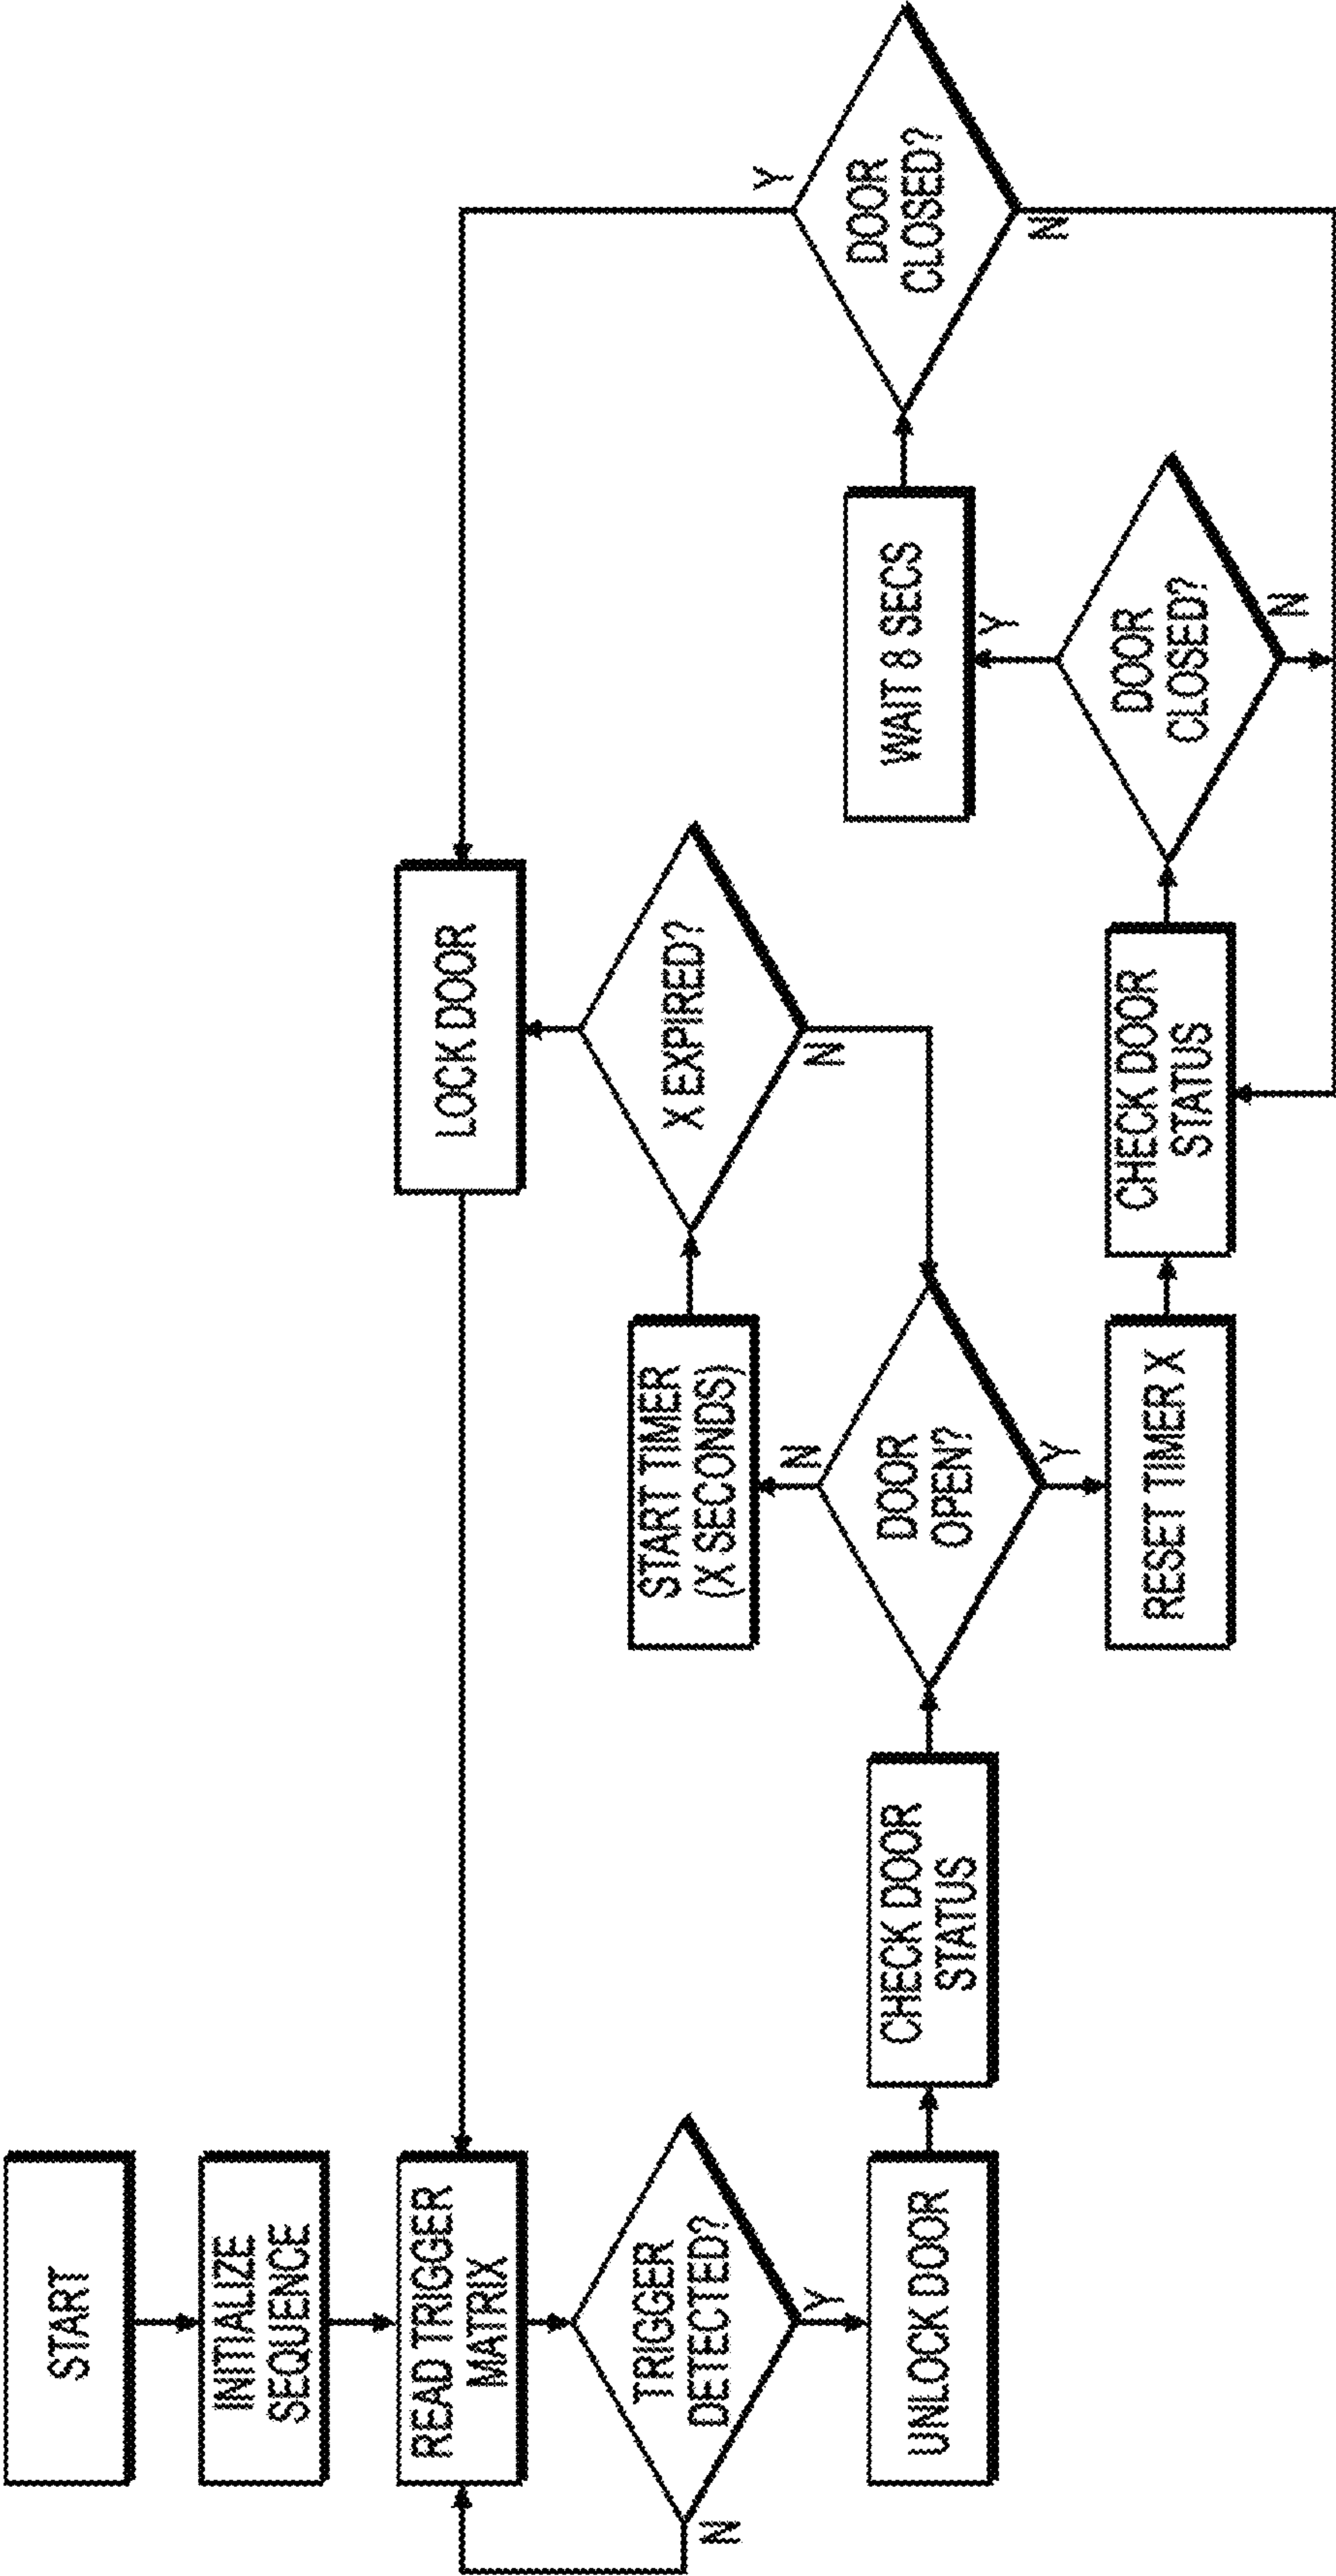 START
INITIALIZE
SEQUENCE
READ TRIGGER
MATRIX
TRIGGER
DETECTED?
N
Y
UNLOCK DOOR
CHECK DOOR
STATUS
DOOR
OPEN?
N
Y
START TIMER
(X SECONDS)
X EXPIRED?
N
LOCK DOOR
RESET TIMER X
CHECK DOOR
STATUS
DOOR
CLOSED?
Y
N
WAIT 8 SECS
DOOR
CLOSED?
Y
N